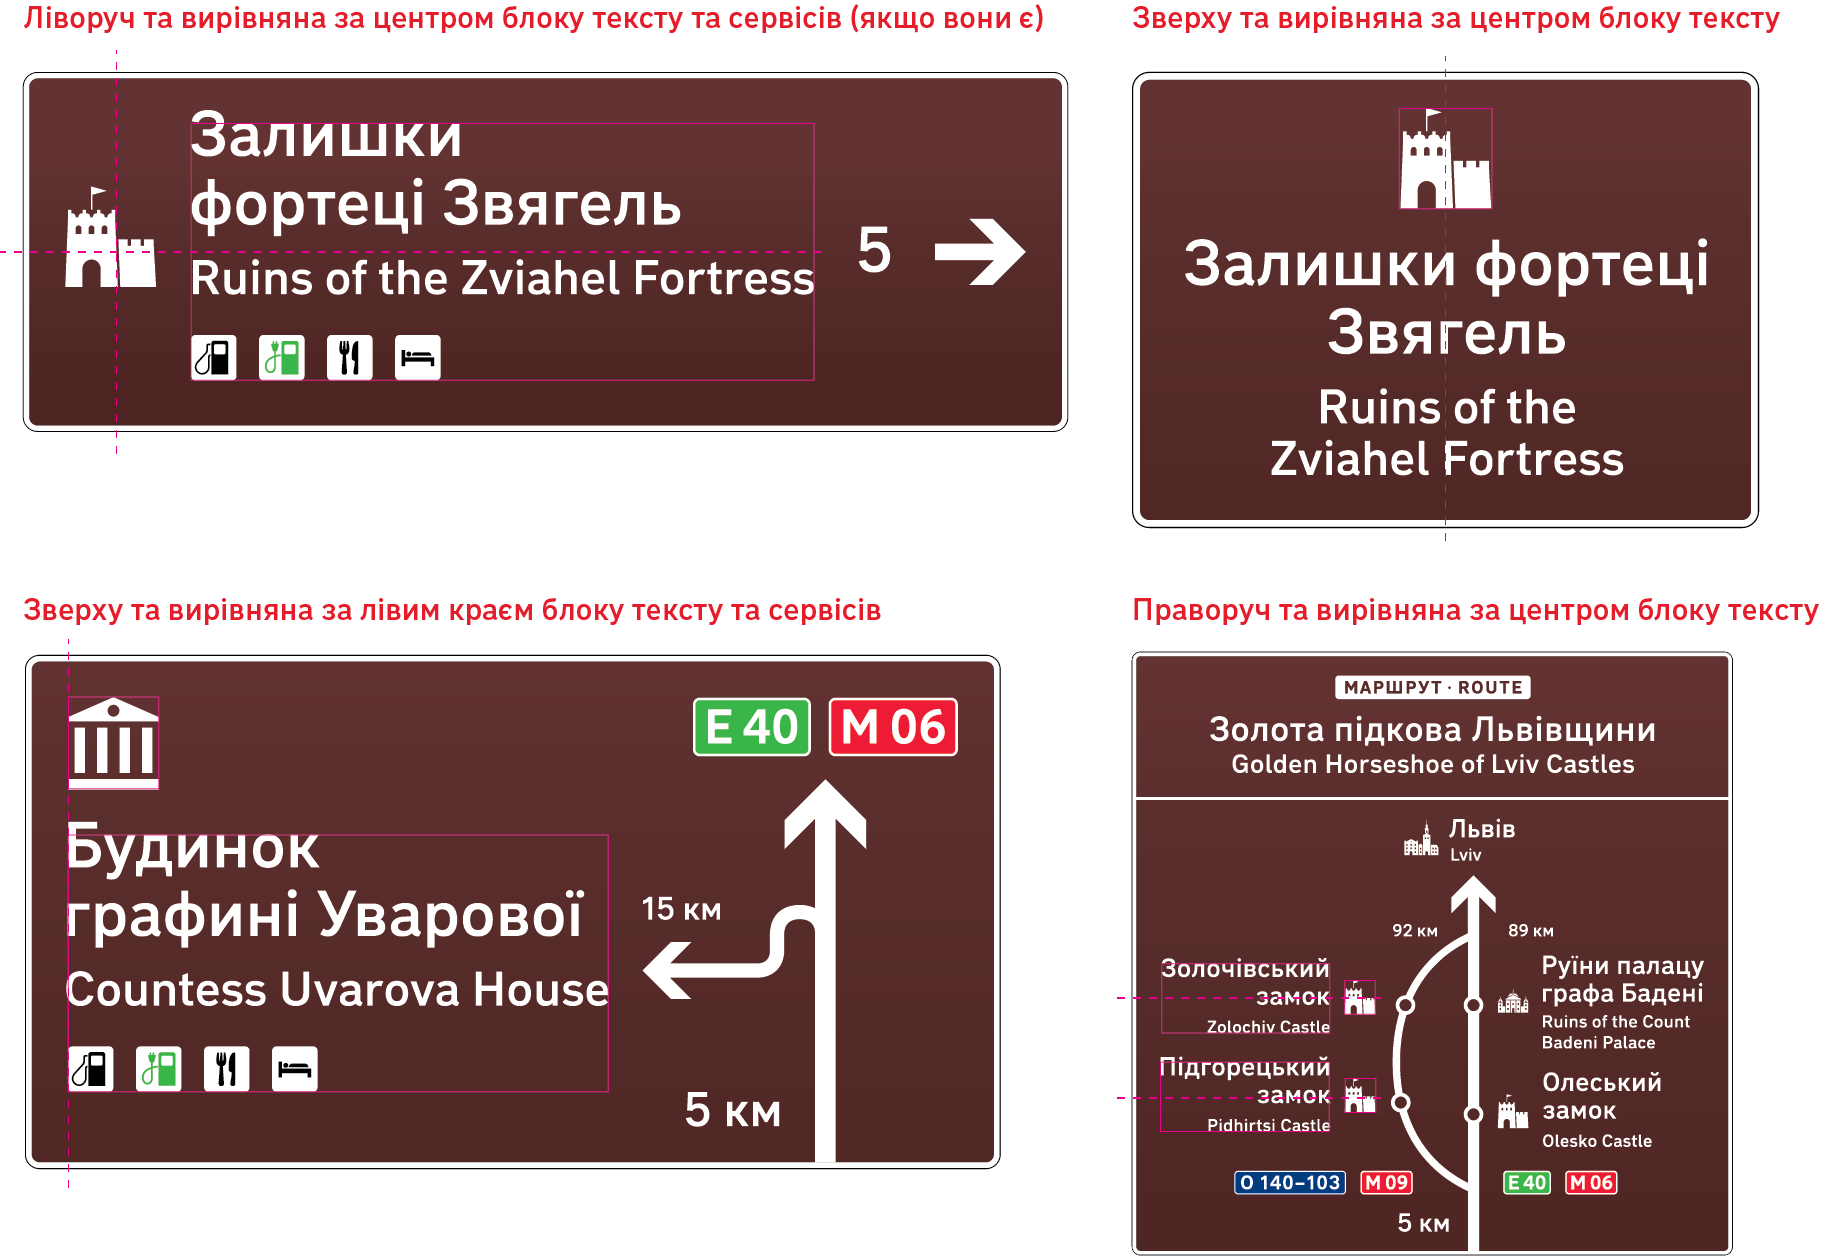 Ліворуч та вирівняна за центром блоку тексту та сервісів (якщо вони є)
Залишки
фортеці Звягель
Ruins of the Zviahel Fortress
5
Зверху та вирівняна за центром блоку тексту
Залишки фортеці
Звягель
Ruins of the
Zviahel Fortress
Зверху та вирівняна за лівим краєм блоку тексту та сервісів
E 40
M 06
Будинок
графині Уварової
Countess Uvarova House
15 км
5 км
Праворуч та вирівняна за центром блоку тексту
МАРШРУТ · ROUTE
Золота підкова Львівщини
Golden Horseshoe of Lviv Castles
Львів
Lviv
92 км
89 км
Золочівський
замок
Zolochiv Castle
Руїни палацу
графа Бадені
Ruins of the Count
Badeni Palace
Підгорецький
замок
Pidhirtsi Castle
Олеський
замок
Olesko Castle
О 140–103
М 09
E 40
М 06
5 км